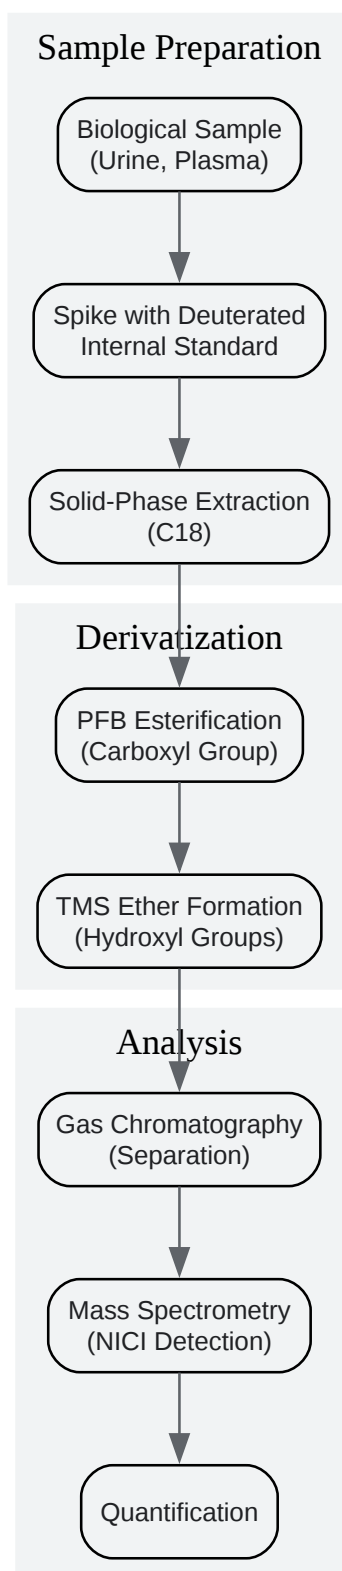 Sample Preparation
Biological Sample
(Urine, Plasma)
Spike with Deuterated
Internal Standard
Solid-Phase Extraction
(C18)
Derivatization
PFB Esterification
(Carboxyl Group)
TMS Ether Formation
(Hydroxyl Groups)
Analysis
Gas Chromatography
(Separation)
Mass Spectrometry
(NICI Detection)
Quantification